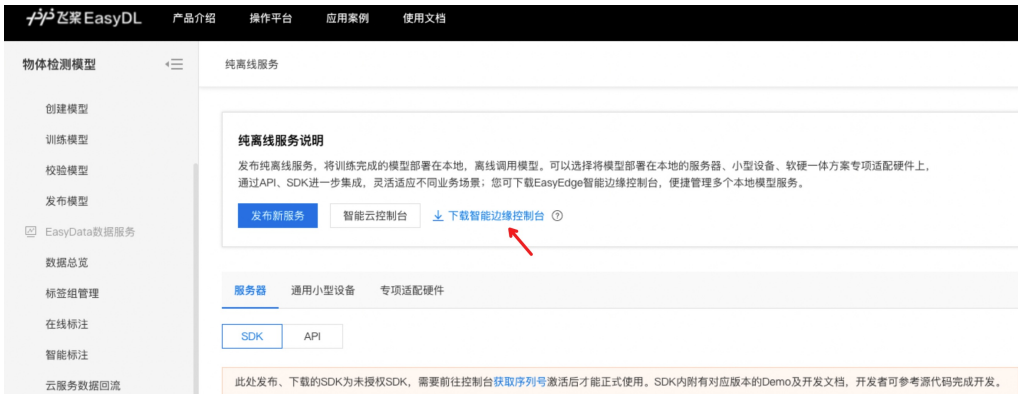 飞桨EasyDL 产品介绍 操作平台 应用案例 使用文档
物体检测模型
纯离线服务
创建模型
训练模型
校验模型
发布模型
EasyData数据服务
数据总览
标签组管理
在线标注
智能标注
云服务数据回流
纯离线服务说明
发布纯离线服务，将训练完成的模型部署在本地，离线调用模型。可以选择将模型部署在本地的服务器、小型设备、软硬一体方案专项适配硬件上，
通过API、SDK进一步集成，灵活适应不同业务场景；您可下载EasyEdge智能边缘控制台，便捷管理多个本地模型服务。
发布新服务 智能云控制台 下载智能边缘控制台 ?
服务器 通用小型设备 专项适配硬件
SDK API
此处发布、下载的SDK为未授权SDK，需要前往控制台获取序列号激活后才能正式使用。SDK内附有对应版本的Demo及开发文档，开发者可参考源代码完成开发。